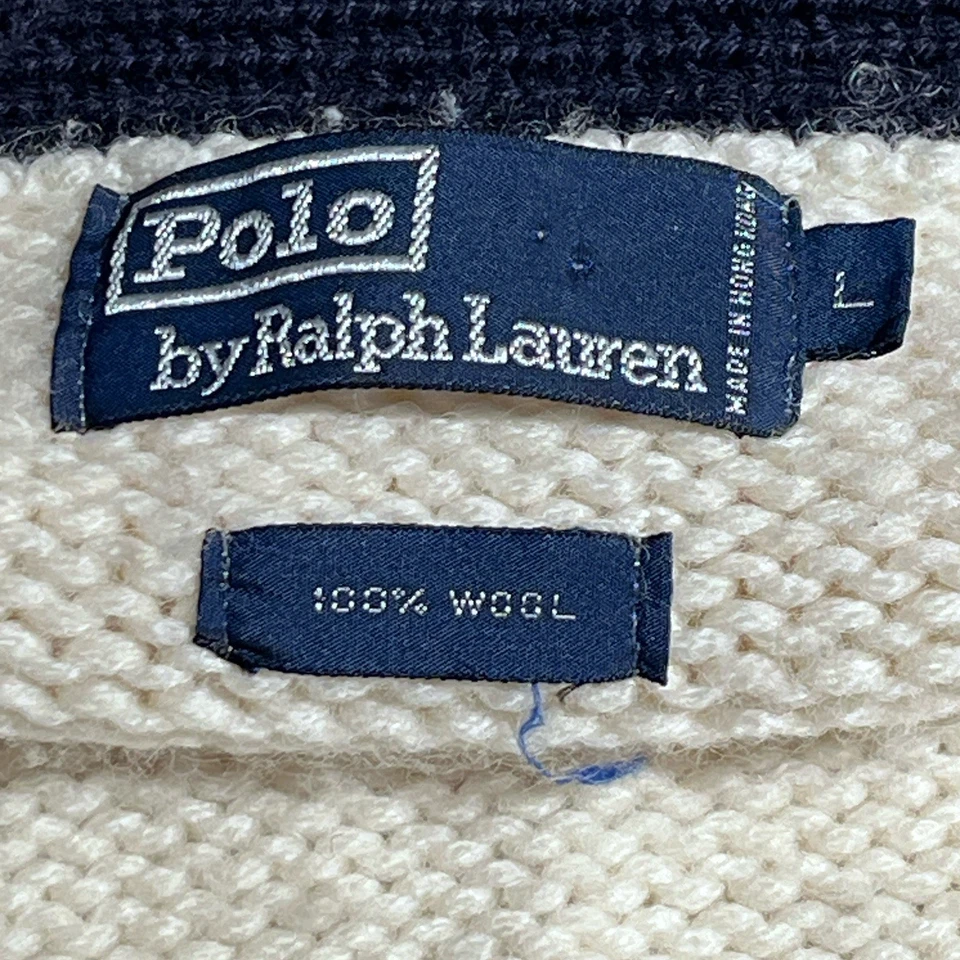 Polo
by Ralph Lauren
MADE IN HONG KONG
L
100% WOOL